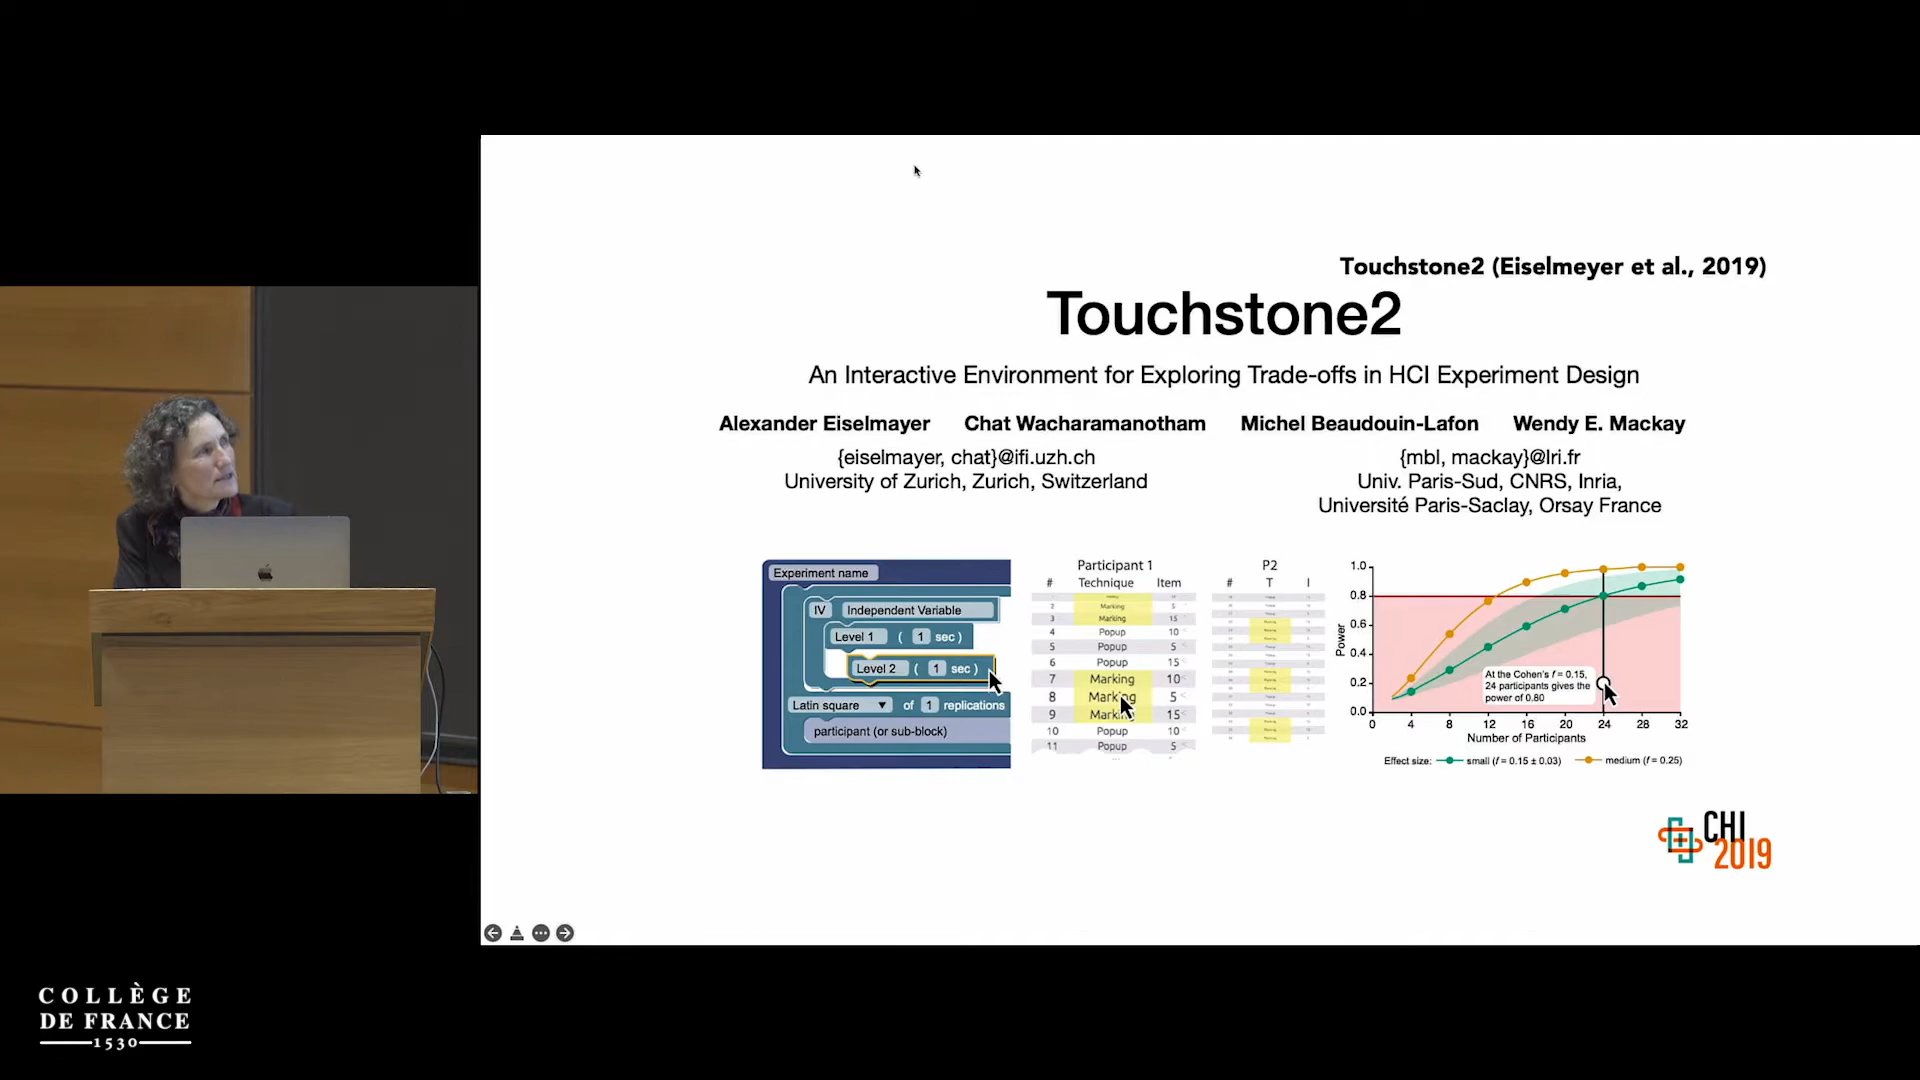 Touchstone2 (Eiselmeyer et al., 2019)
Touchstone2
An Interactive Environment for Exploring Trade-offs in HCI Experiment Design
Alexander Eiselmayer Chat Wacharamanotham Michel Beaudouin-Lafon Wendy E. Mackay
{eiselmayer, chat}@ifi.uzh.ch
University of Zurich, Zurich, Switzerland
{mbl, mackay}@lri.fr
Univ. Paris-Sud, CNRS, Inria,
Université Paris-Saclay, Orsay France
Experiment name
IV Independent Variable
Level 1 ( 1 sec )
Level 2 ( 1 sec )
Latin square ▼ of 1 replications
participant (or sub-block)
Participant 1
# Technique Item
2 Marking 5
3 Marking 15
4 Popup 10
5 Popup 5
6 Popup 15
7 Marking 10
8 Marking 5
9 Marking 15
10 Popup 10
11 Popup 5
P2
# T I
1.0
0.8
0.6
0.4
0.2
0.0
Power
At the Cohen's f = 0.15,
24 participants gives the
power of 0.80
0 4 8 12 16 20 24 28 32
Number of Participants
Effect size: small (f = 0.15 ± 0.03) medium (f = 0.25)
CHI
2019
COLLÈGE
DE FRANCE
1530